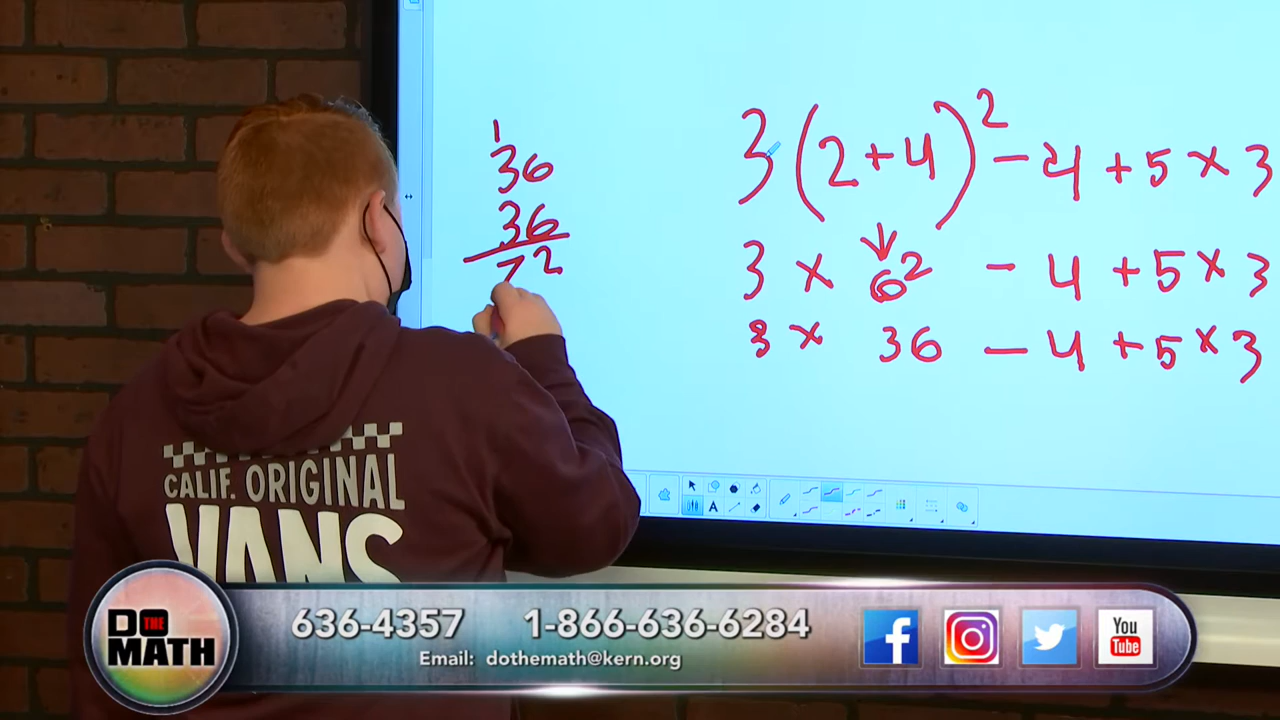 1
36
36
72
3(2+4)² - 4 + 5 × 3
3 × 6² - 4 + 5 × 3
3 × 36 - 4 + 5 × 3
CALIF. ORIGINAL
VANS
A
DO THE MATH
636-4357 1-866-636-6284
Email: dothemath@kern.org
f
You
Tube